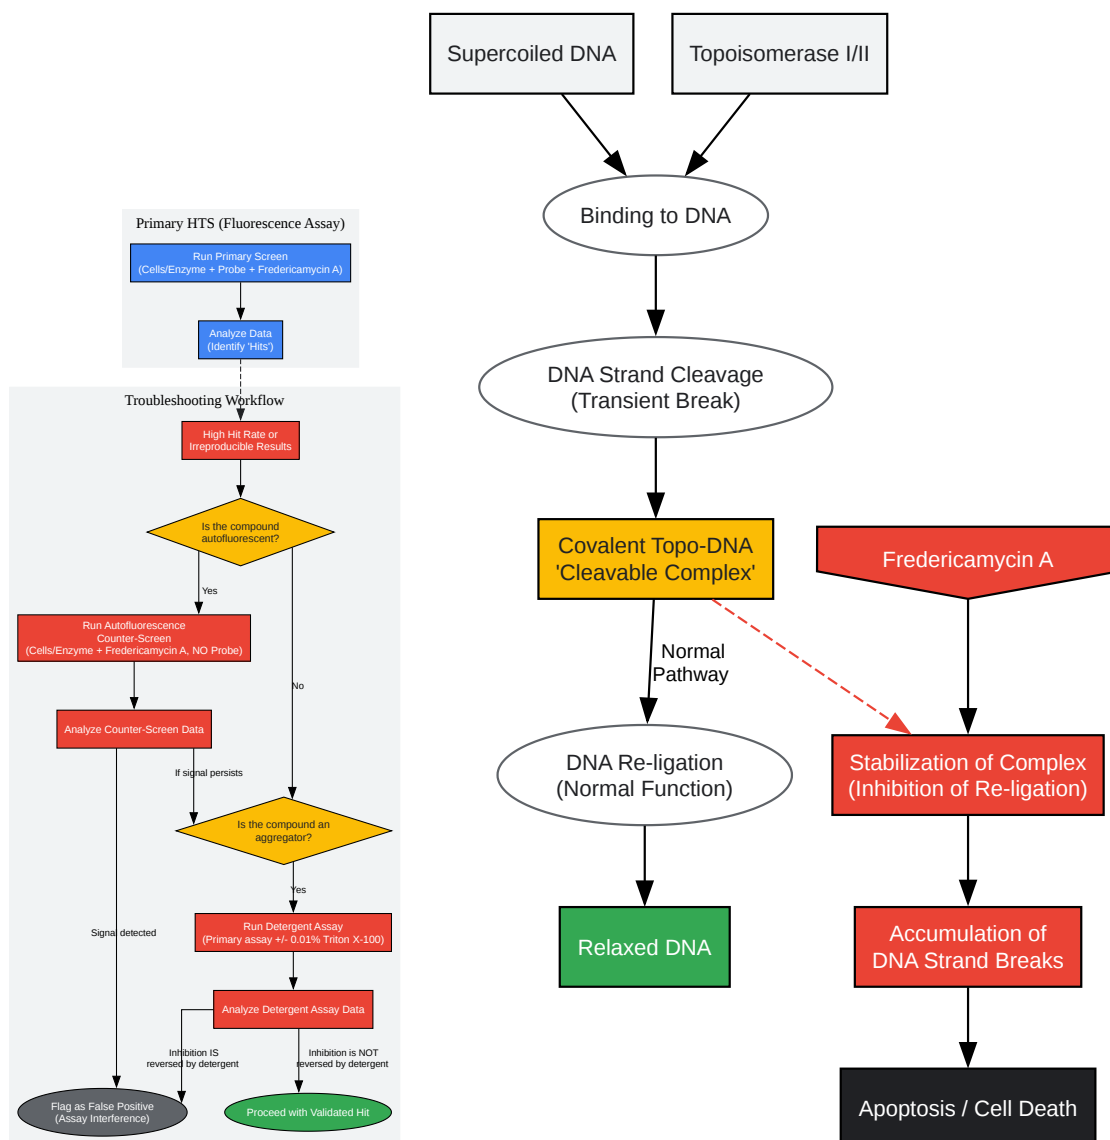 Primary HTS (Fluorescence Assay)
Run Primary Screen
(Cells/Enzyme + Probe + Fredericamycin A)
Analyze Data
(Identify 'Hits')
Troubleshooting Workflow
High Hit Rate or
Irreproducible Results
Is the compound
autofluorescent?
Yes
Run Autofluorescence
Counter-Screen
(Cells/Enzyme + Fredericamycin A, NO Probe)
No
Analyze Counter-Screen Data
If signal persists
Is the compound an
aggregator?
Yes
Run Detergent Assay
(Primary assay +/- 0.01% Triton X-100)
Signal detected
Analyze Detergent Assay Data
Inhibition IS
reversed by detergent
Inhibition is NOT
reversed by detergent
Flag as False Positive
(Assay Interference)
Proceed with Validated Hit
Supercoiled DNA
Topoisomerase I/II
Binding to DNA
DNA Strand Cleavage
(Transient Break)
Covalent Topo-DNA
'Cleavable Complex'
Fredericamycin A
Normal
Pathway
DNA Re-ligation
(Normal Function)
Stabilization of Complex
(Inhibition of Re-ligation)
Relaxed DNA
Accumulation of
DNA Strand Breaks
Apoptosis / Cell Death